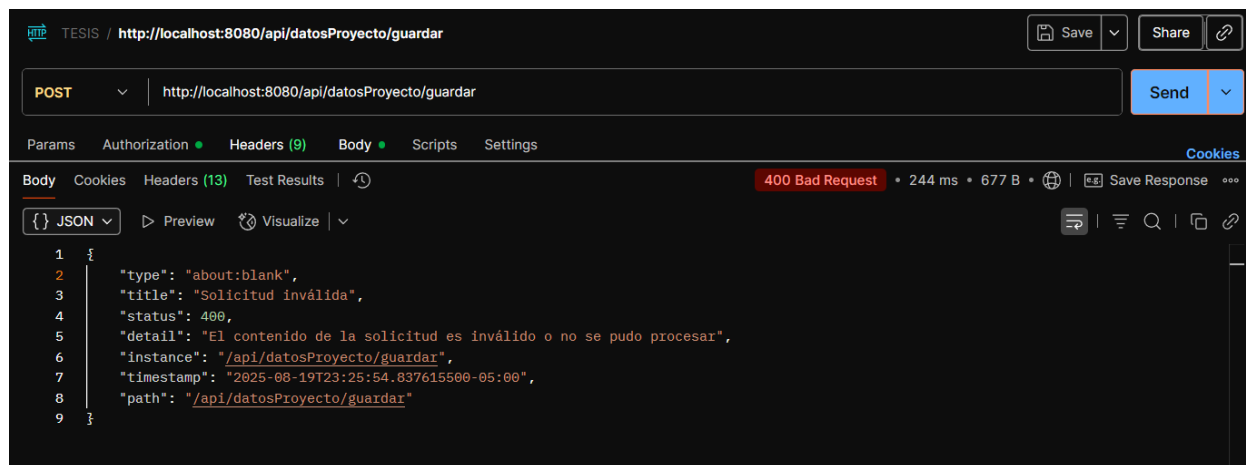 HTTP TESIS / http://localhost:8080/api/datosProyecto/guardar Save Share
POST http://localhost:8080/api/datosProyecto/guardar Send
Params Authorization Headers (9) Body Scripts Settings Cookies
Body Cookies Headers (13) Test Results 400 Bad Request • 244 ms • 677 B • e.g. Save Response
{} JSON Preview Visualize
1 {
2 "type": "about:blank",
3 "title": "Solicitud inválida",
4 "status": 400,
5 "detail": "El contenido de la solicitud es inválido o no se pudo procesar",
6 "instance": "/api/datosProyecto/guardar",
7 "timestamp": "2025-08-19T23:25:54.837615500-05:00",
8 "path": "/api/datosProyecto/guardar"
9 }